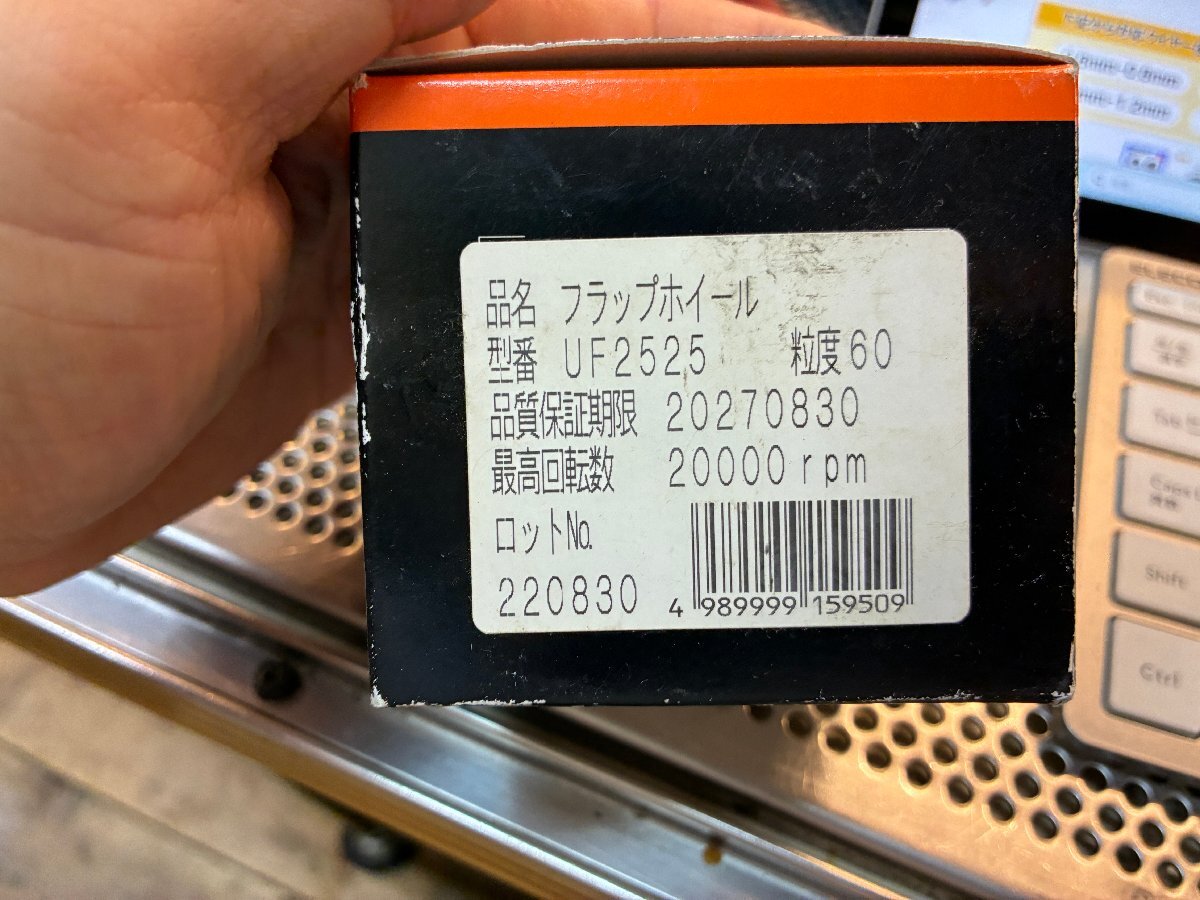 品名 フラップホイール
型番 UF2525 粒度60
品質保証期限 20270830
最高回転数 20000rpm
ロットNo.
220830
4 989999 159509
Shift
Ctrl